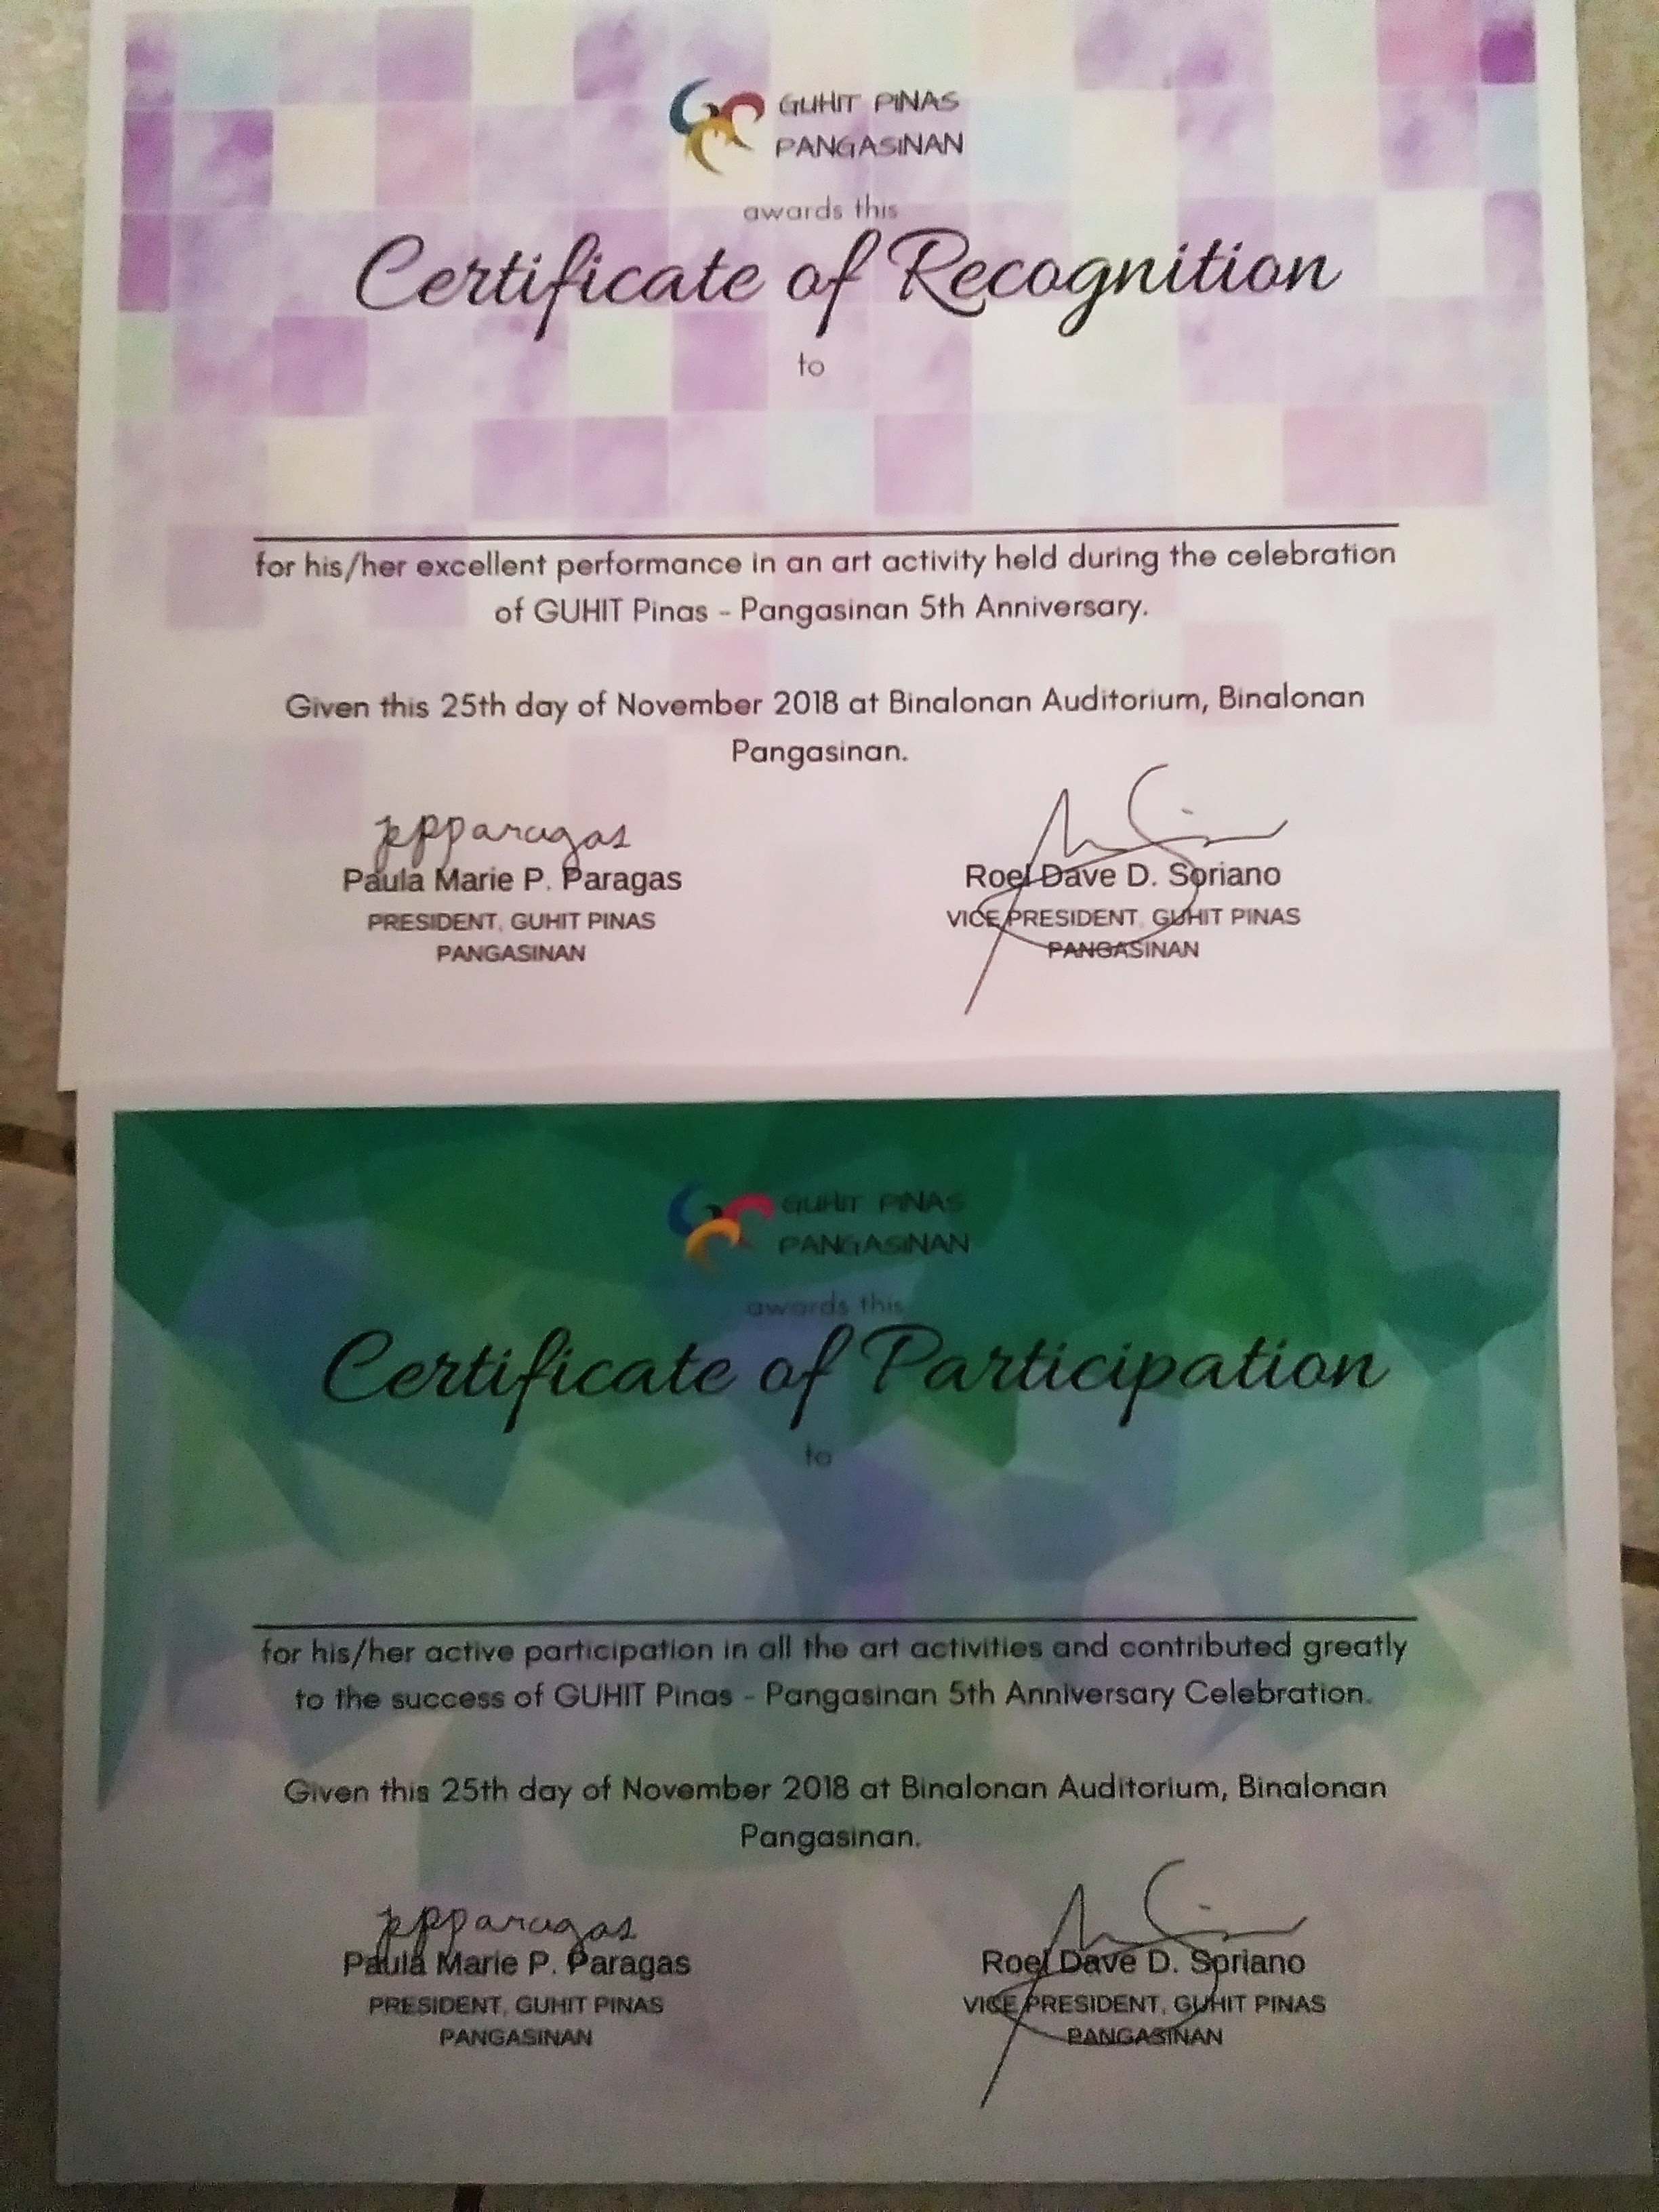 GUHIT PINAS
PANGASINAN
awards this
Certificate of Recognition
to
for his/her excellent performance in an art activity held during the celebration
of GUHIT Pinas - Pangasinan 5th Anniversary.
Given this 25th day of November 2018 at Binalonan Auditorium, Binalonan
Pangasinan.
Paula Marie P. Paragas
PRESIDENT, GUHIT PINAS
PANGASINAN
Roel Dave D. Soriano
VICE PRESIDENT, GUHIT PINAS
PANGASINAN
GUHIT PINAS
PANGASINAN
awards this
Certificate of Participation
to
for his/her active participation in all the art activities and contributed greatly
to the success of GUHIT Pinas - Pangasinan 5th Anniversary Celebration.
Given this 25th day of November 2018 at Binalonan Auditorium, Binalonan
Pangasinan.
Paula Marie P. Paragas
PRESIDENT, GUHIT PINAS
PANGASINAN
Roel Dave D. Soriano
VICE PRESIDENT, GUHIT PINAS
PANGASINAN